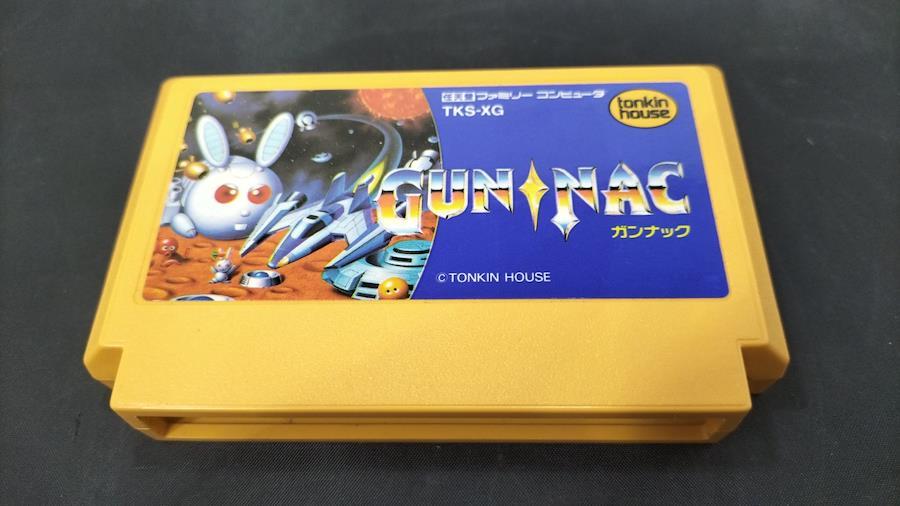 任天堂 ファミリー コンピュータ
TKS-XG
tonkin
house
GUN NAC
ガンナック
© TONKIN HOUSE